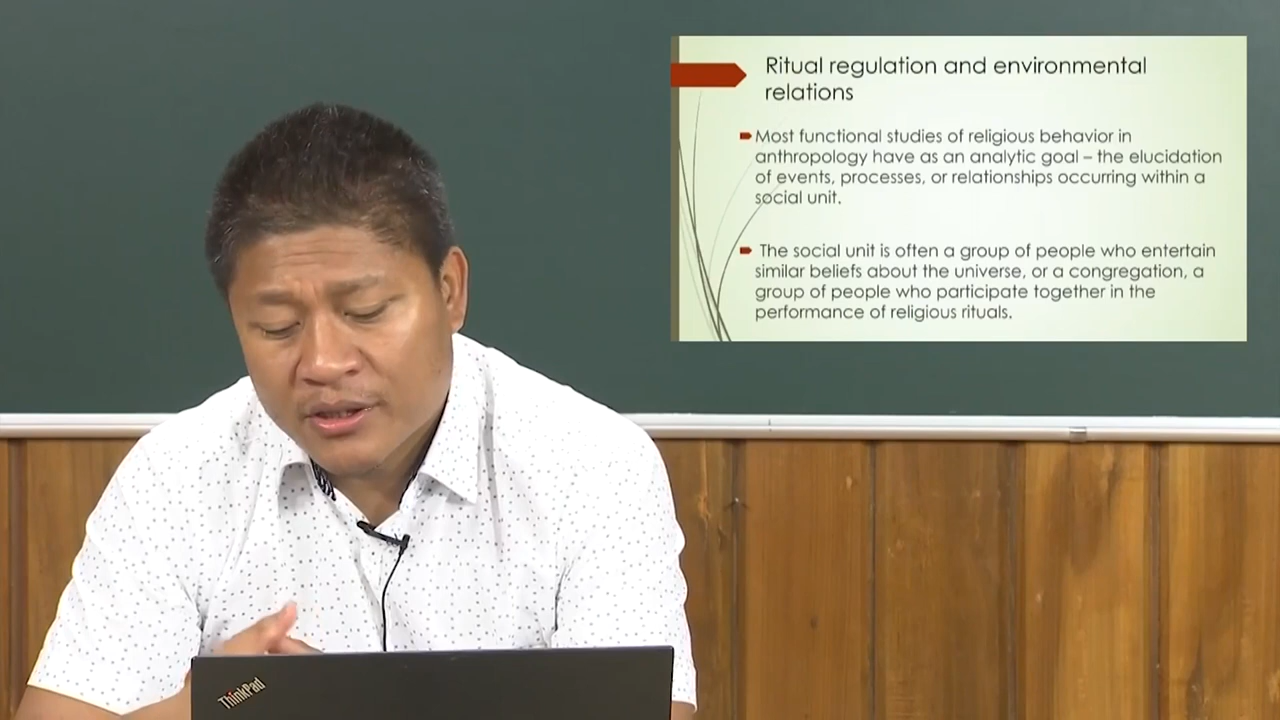 Ritual regulation and environmental
relations
Most functional studies of religious behavior in
anthropology have as an analytic goal – the elucidation
of events, processes, or relationships occurring within a
social unit.
The social unit is often a group of people who entertain
similar beliefs about the universe, or a congregation, a
group of people who participate together in the
performance of religious rituals.
ThinkPad